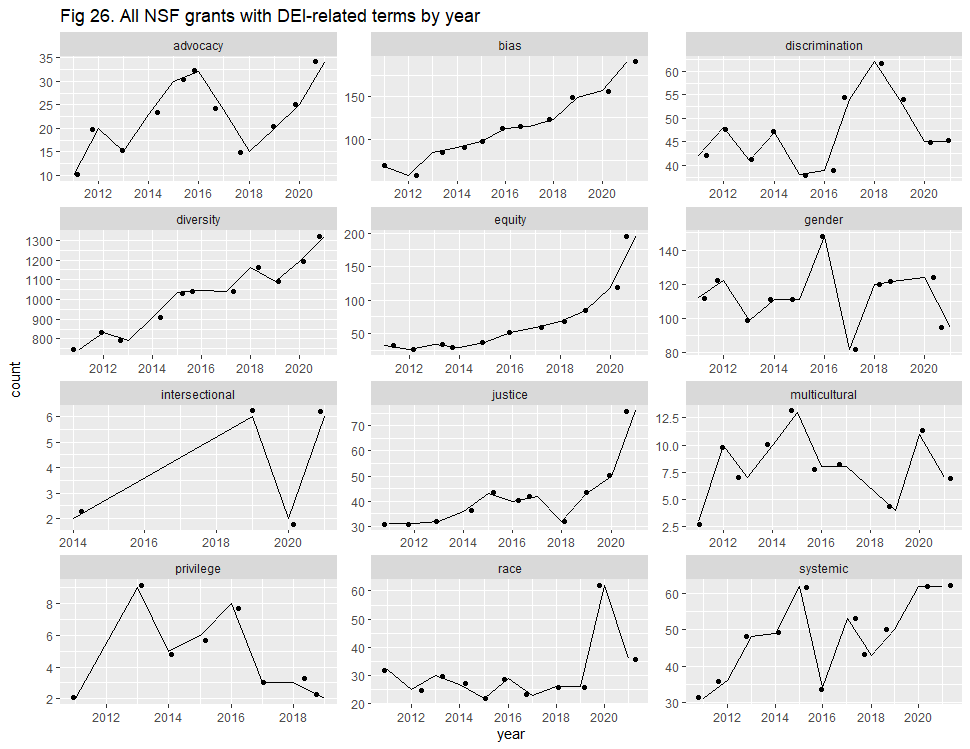 Fig 26. All NSF grants with DEI-related terms by year
advocacy
bias
discrimination
35
30
25
20
15
10
150
100
60
55
50
45
40
2012 2014 2016 2018 2020
2012 2014 2016 2018 2020
2012 2014 2016 2018 2020
diversity
equity
gender
1300
1200
1100
1000
900
800
200
150
100
50
140
120
100
80
2012 2014 2016 2018 2020
2012 2014 2016 2018 2020
2012 2014 2016 2018 2020
count
intersectional
justice
multicultural
6
5
4
3
2
70
60
50
40
30
12.5
10.0
7.5
5.0
2.5
2014 2016 2018 2020
2012 2014 2016 2018 2020
2012 2014 2016 2018 2020
privilege
race
systemic
8
6
4
2
60
50
40
30
20
60
50
40
30
2012 2014 2016 2018
2012 2014 2016 2018 2020
2012 2014 2016 2018 2020
year